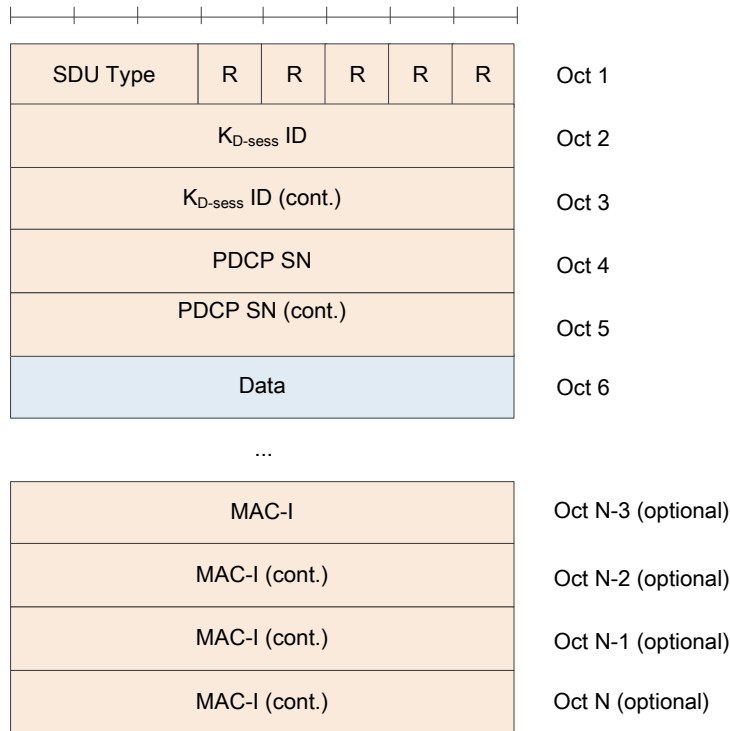 SDU Type R R R R R Oct 1
K_D-sess ID Oct 2
K_D-sess ID (cont.) Oct 3
PDCP SN Oct 4
PDCP SN (cont.) Oct 5
Data Oct 6
...
MAC-I Oct N-3 (optional)
MAC-I (cont.) Oct N-2 (optional)
MAC-I (cont.) Oct N-1 (optional)
MAC-I (cont.) Oct N (optional)